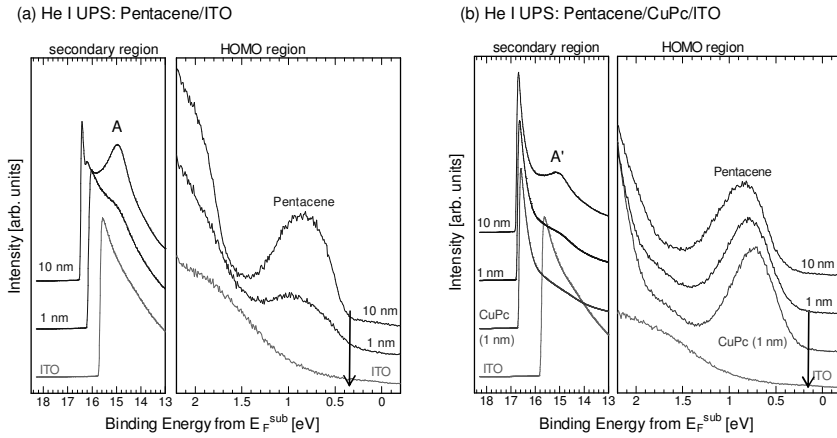 (a) He I UPS: Pentacene/ITO
secondary region
HOMO region
Intensity [arb. units]
A
Pentacene
10 nm
1 nm
ITO
10 nm
1 nm
ITO
18 17 16 15 14 13
2.0 1.5 1.0 0.5 0
Binding Energy from E_F^sub [eV]
(b) He I UPS: Pentacene/CuPc/ITO
secondary region
HOMO region
Intensity [arb. units]
A'
Pentacene
10 nm
1 nm
CuPc
(1 nm)
ITO
10 nm
1 nm
CuPc (1 nm)
ITO
18 17 16 15 14 13
2.0 1.5 1.0 0.5 0
Binding Energy from E_F^sub [eV]